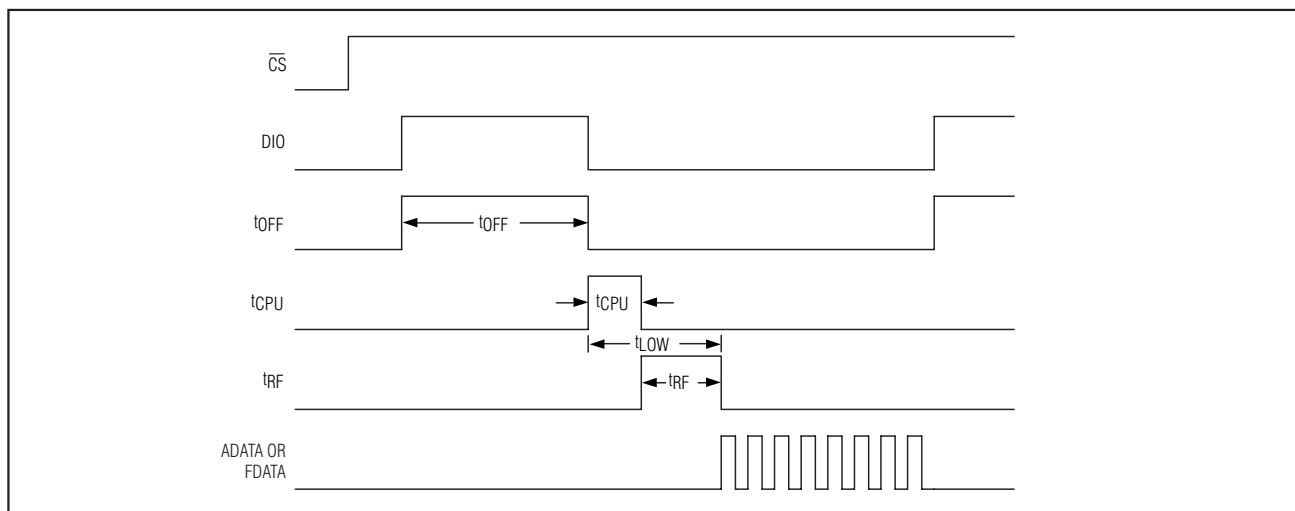 CS
DIO
tOFF
tOFF
tCPU
tCPU
tLOW
tRF
tRF
ADATA OR
FDATA